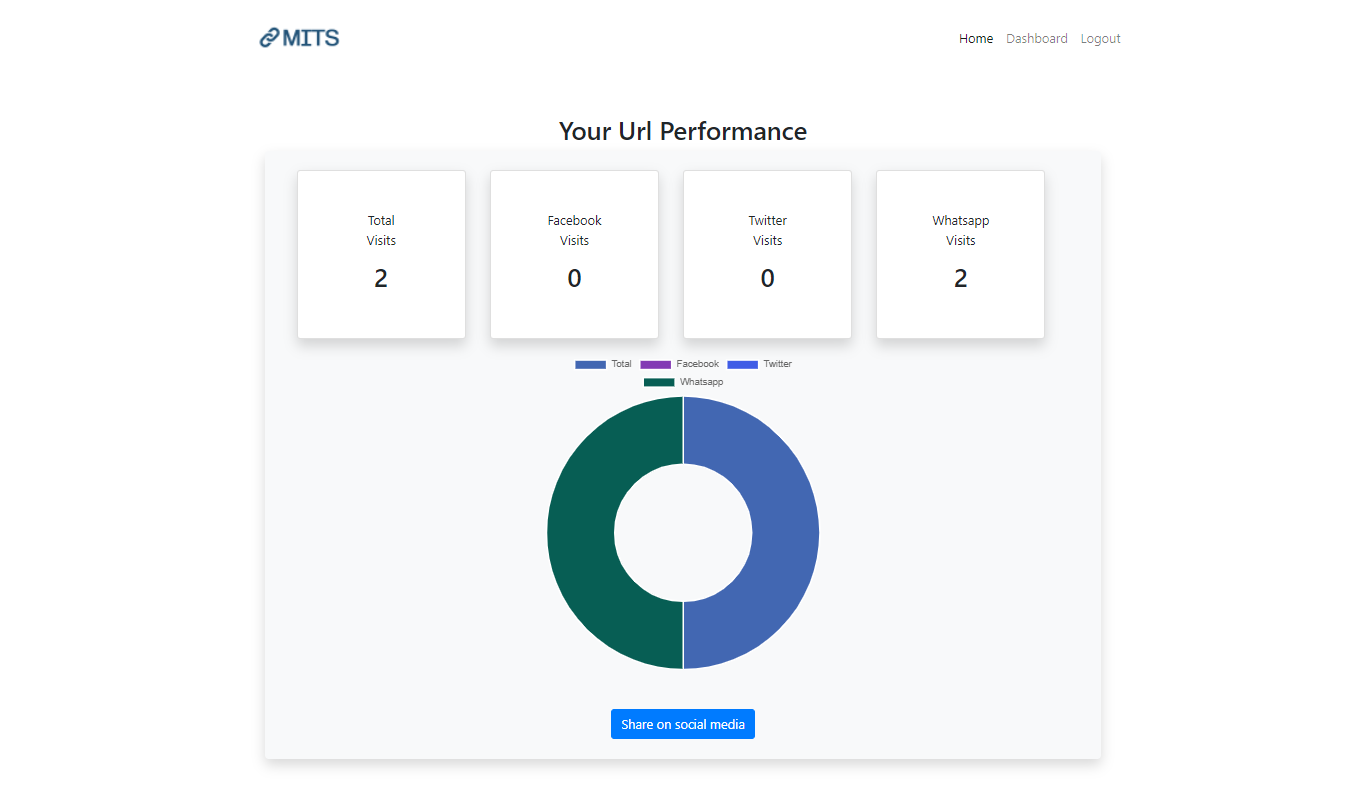 MITS
Home Dashboard Logout
Your Url Performance
Total
Visits
2
Facebook
Visits
0
Twitter
Visits
0
Whatsapp
Visits
2
Total Facebook Twitter
Whatsapp
Share on social media